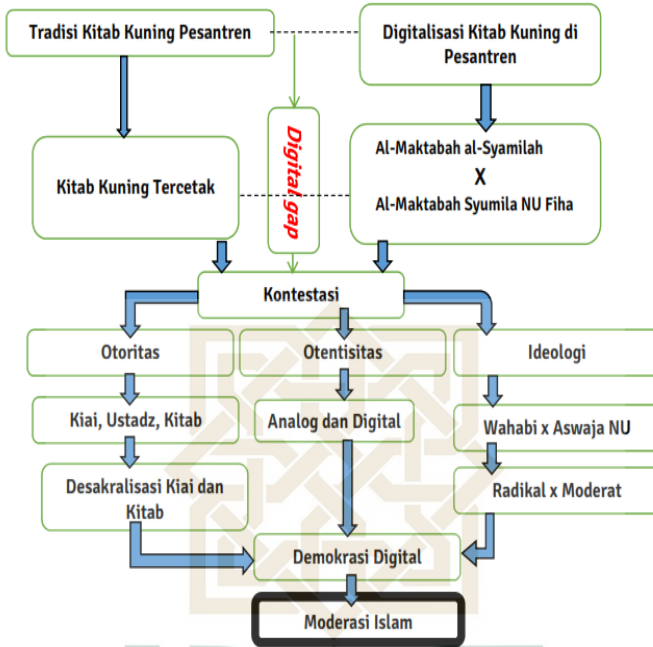 Tradisi Kitab Kuning Pesantren
Digitalisasi Kitab Kuning di
Pesantren
Digital gap
Kitab Kuning Tercetak
Al-Maktabah al-Syamilah
X
Al-Maktabah Syumila NU Fiha
Kontestasi
Otoritas
Otentisitas
Ideologi
Kiai, Ustadz, Kitab
Analog dan Digital
Wahabi x Aswaja NU
Desakralisasi Kiai dan
Kitab
Radikal x Moderat
Demokrasi Digital
Moderasi Islam